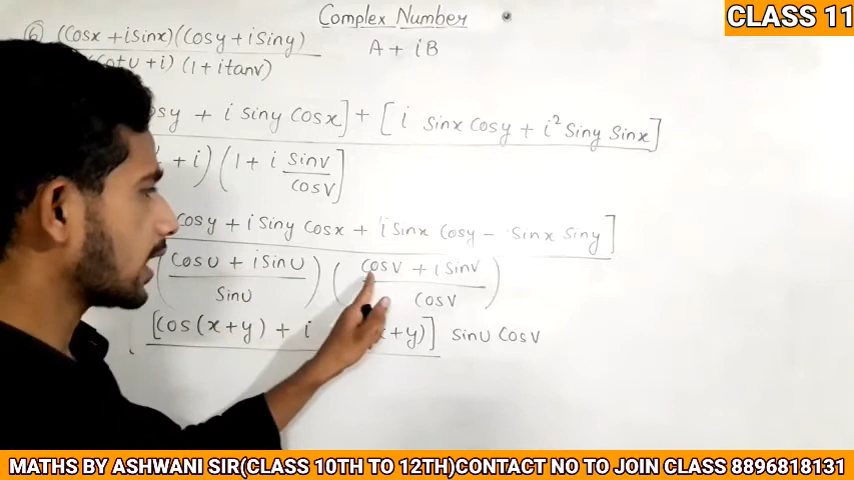 Complex Number
CLASS 11
⑥ (Cosx + iSinx)(Cosy + iSiny)
A + iB
(Cotu + i) (1 + itanv)
osy + i Siny Cosx] + [i Sinx Cosy + i² Siny Sinx]
+ i) (1 + i Sinv
Cosv]
Cosy + i Siny Cosx + i Sinx Cosy - Sinx Siny]
(CosU + iSinU) (CosV + i SinV)
SinU CosV
[Cos(x+y) + i x+y)] SinU CosV
MATHS BY ASHWANI SIR(CLASS 10TH TO 12TH)CONTACT NO TO JOIN CLASS 8896818131